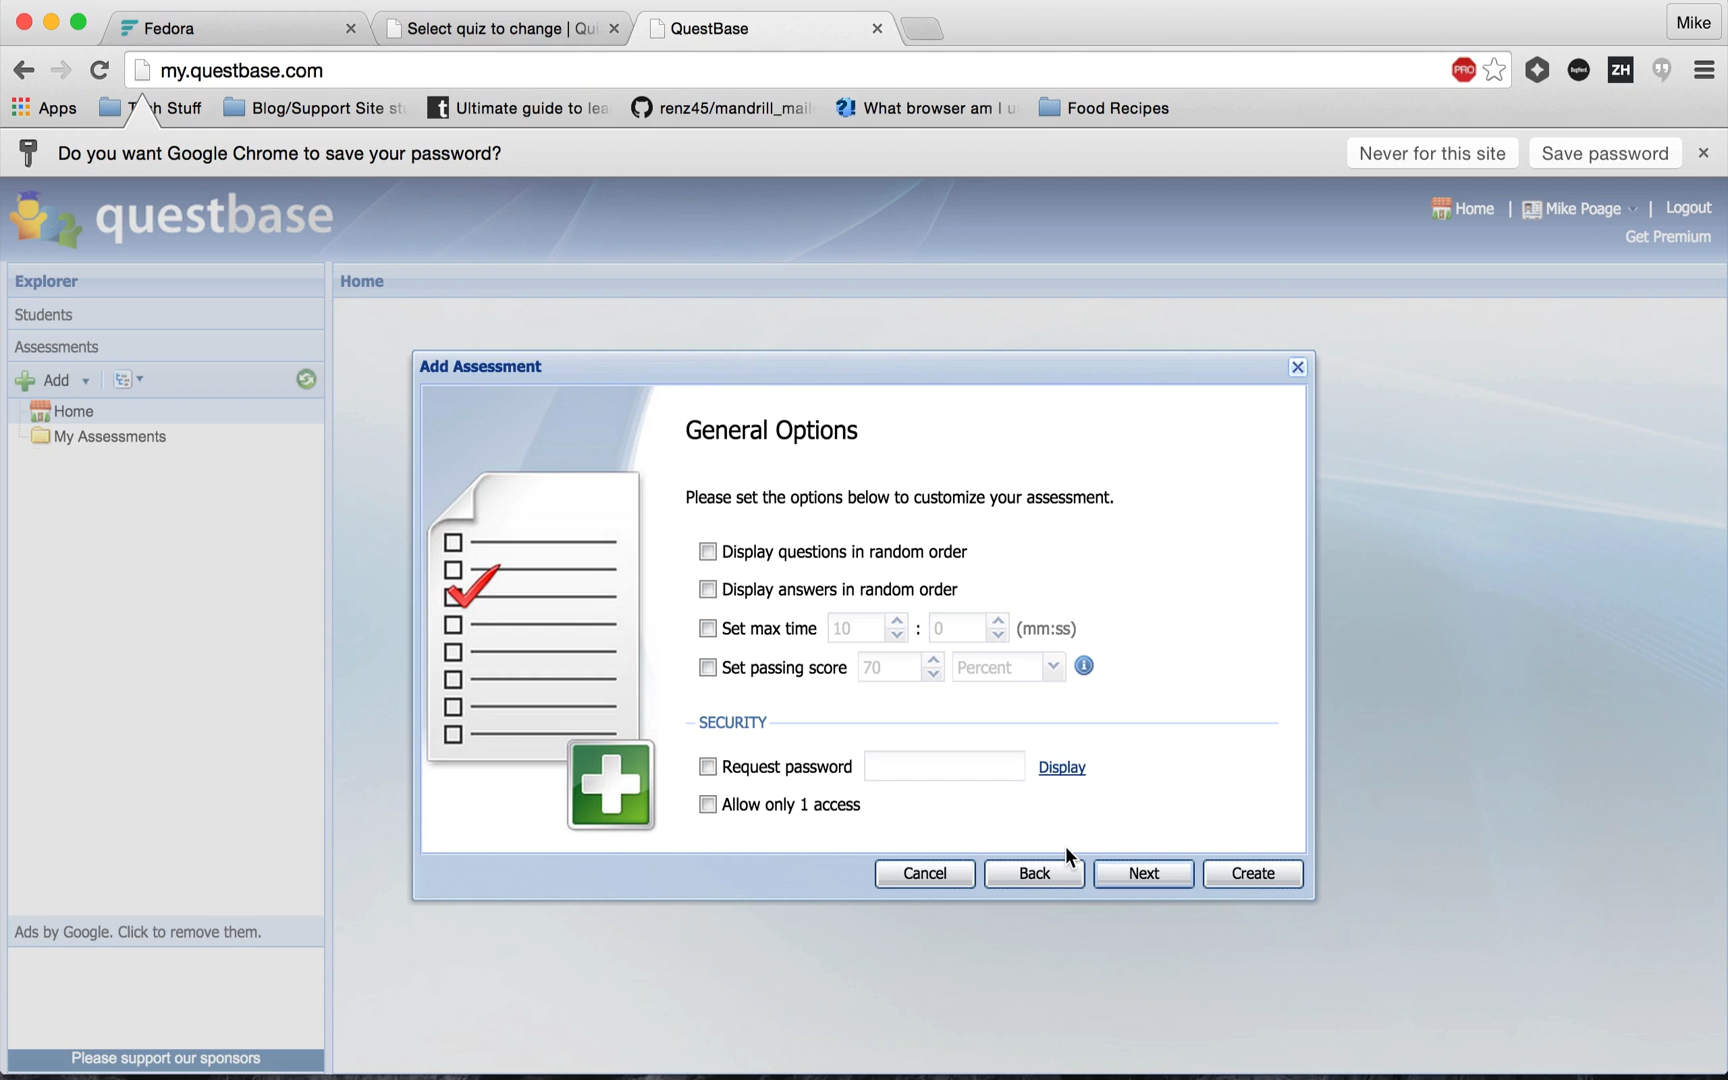 Fedora
Select quiz to change | Qui
QuestBase
Mike
my.questbase.com
PRO
ZH
Apps
Tech Stuff
Blog/Support Site stu
Ultimate guide to lea
renz45/mandrill_maile
What browser am I u
Food Recipes
Do you want Google Chrome to save your password?
Never for this site
Save password
questbase
Home | Mike Poage | Logout
Get Premium
Explorer
Home
Students
Assessments
Add
Home
My Assessments
Add Assessment
General Options
Please set the options below to customize your assessment.
Display questions in random order
Display answers in random order
Set max time 10 : 0 (mm:ss)
Set passing score 70 Percent
SECURITY
Request password Display
Allow only 1 access
Cancel Back Next Create
Ads by Google. Click to remove them.
Please support our sponsors